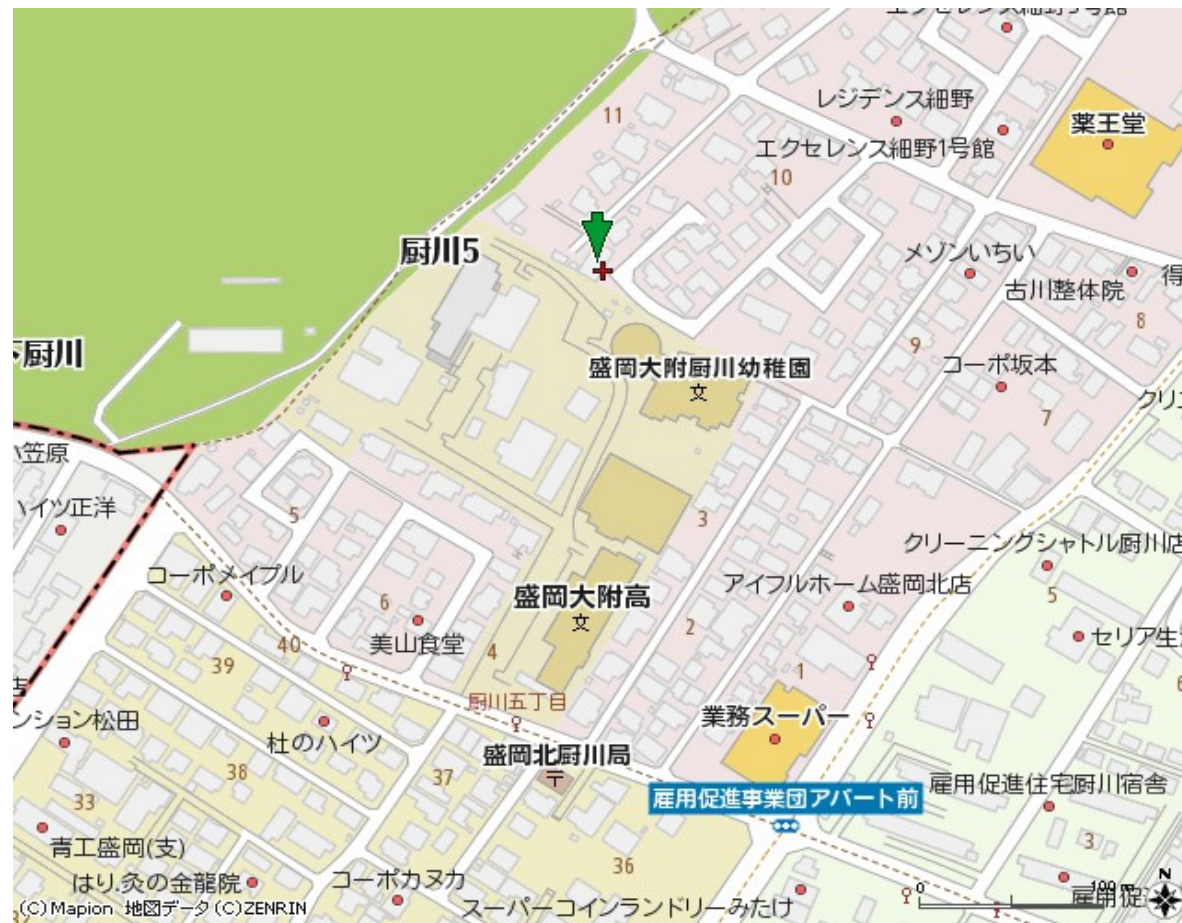 レジデンス細野
11
薬王堂
エクセレンス細野1号館
10
厨川5
メゾンいちい
古川整体院
8
下厨川
9
盛岡大附厨川幼稚園
文
コーポ坂本
7
小笠原
ハイツ正洋
5
3
クリーニングシャトル厨川店
コーポメイプル
盛岡大附高
文
アイフルホーム盛岡北店
5
6
美山食堂
40
4
2
39
1
厨川五丁目
ンション松田
杜のハイツ
業務スーパー
盛岡北厨川局
〒
38
37
33
雇用促進事業団アパート前
雇用促進住宅厨川宿舎
青工盛岡(支)
36
3
はり.灸の金龍院
コーポカヌカ
スーパーコインランドリーみたけ
0
100m
N
(C)Mapion 地図データ(C)ZENRIN